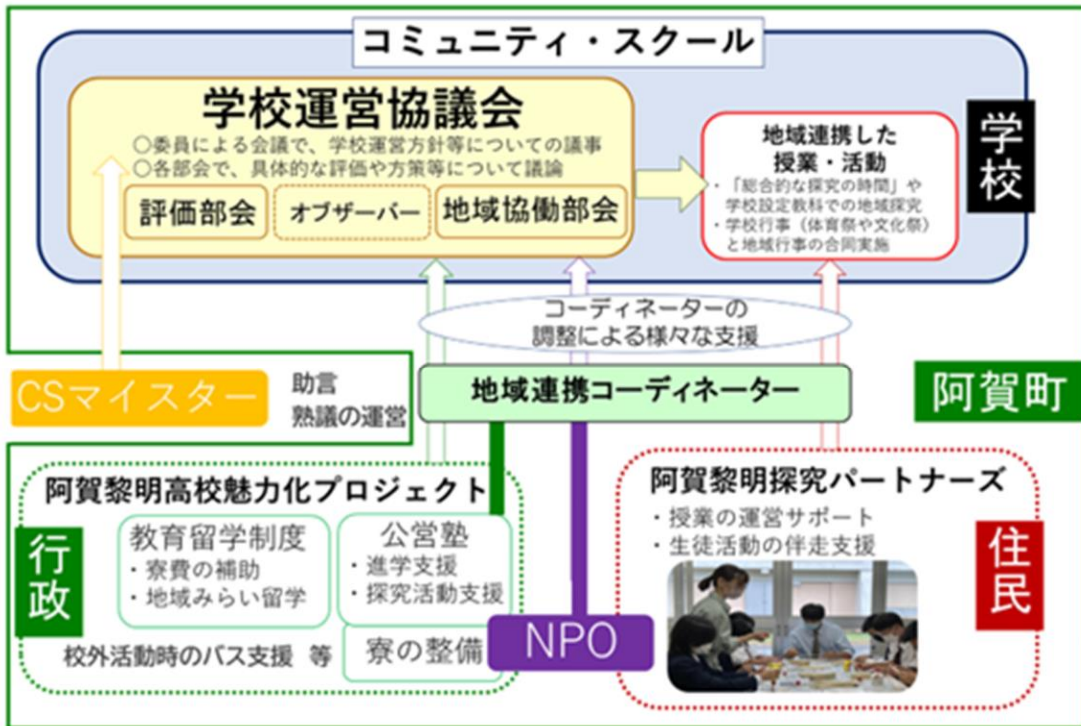 コミュニティ・スクール
学校運営協議会
○委員による会議で、学校運営方針等についての議事
○各部会で、具体的な評価や方策等について議論
評価部会
オブザーバー
地域協働部会
地域連携した
授業・活動
・「総合的な探究の時間」や
学校設定教科での地域探究
・学校行事（体育祭や文化祭）
と地域行事の合同実施
学校
コーディネーターの
調整による様々な支援
CSマイスター
助言
熟議の運営
地域連携コーディネーター
阿賀町
阿賀黎明高校魅力化プロジェクト
行政
教育留学制度
・寮費の補助
・地域みらい留学
公営塾
・進学支援
・探究活動支援
校外活動時のバス支援 等
寮の整備
NPO
阿賀黎明探究パートナーズ
・授業の運営サポート
・生徒活動の伴走支援
住民